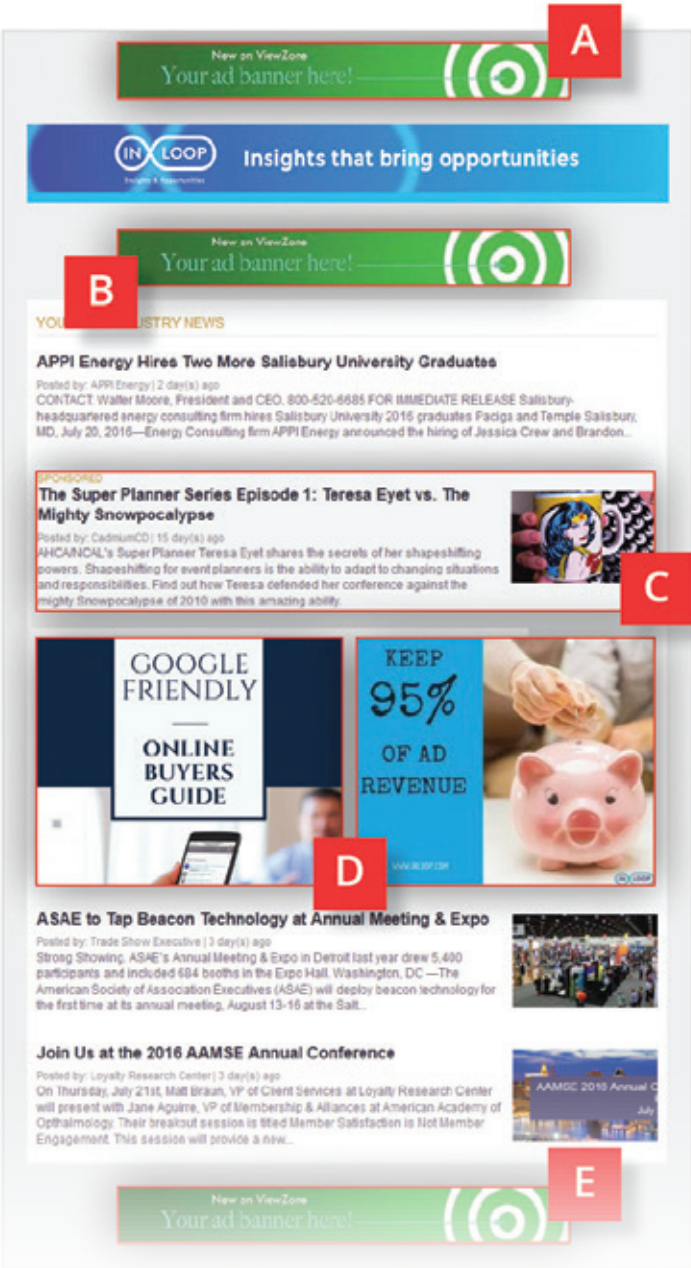 A
New on ViewZone
Your ad banner here!
IN LOOP
Insights & Opportunities
Insights that bring opportunities
New on ViewZone
Your ad banner here!
B
YOU USTRY NEWS
APPI Energy Hires Two More Salisbury University Graduates
Posted by: APPI Energy | 2 day(s) ago
CONTACT: Walter Moore, President and CEO, 800-520-6685 FOR IMMEDIATE RELEASE Salisbury-
headquartered energy consulting firm hires Salisbury University 2016 graduates Pacigs and Temple Salisbury,
MD, July 20, 2016—Energy Consulting firm APPI Energy announced the hiring of Jessica Crew and Brandon...
SPONSORED
The Super Planner Series Episode 1: Teresa Eyet vs. The
Mighty Snowpocalypse
Posted by: CadmiumCD | 15 day(s) ago
AHCA/NCAL's Super Planner Teresa Eyet shares the secrets of her shapeshifting
powers. Shapeshifting for event planners is the ability to adapt to changing situations
and responsibilities. Find out how Teresa defended her conference against the
mighty Snowpocalypse of 2010 with this amazing ability.
C
GOOGLE
FRIENDLY
ONLINE
BUYERS
GUIDE
KEEP
95%
OF AD
REVENUE
WWW.INLOOP.COM
IN LOOP
D
ASAE to Tap Beacon Technology at Annual Meeting & Expo
Posted by: Trade Show Executive | 3 day(s) ago
Strong Showing. ASAE's Annual Meeting & Expo in Detroit last year drew 5,400
participants and included 684 booths in the Expo Hall. Washington, DC —The
American Society of Association Executives (ASAE) will deploy beacon technology for
the first time at its annual meeting, August 13-16 at the Salt...
Join Us at the 2016 AAMSE Annual Conference
Posted by: Loyalty Research Center | 3 day(s) ago
On Thursday, July 21st, Matt Braun, VP of Client Services at Loyalty Research Center
will present with Jane Aguirre, VP of Membership & Alliances at American Academy of
Opthalmology. Their breakout session is titled Member Satisfaction is Not Member
Engagement. This session will provide a new...
AAMSE 2016 Annual C
July
E
New on ViewZone
Your ad banner here!